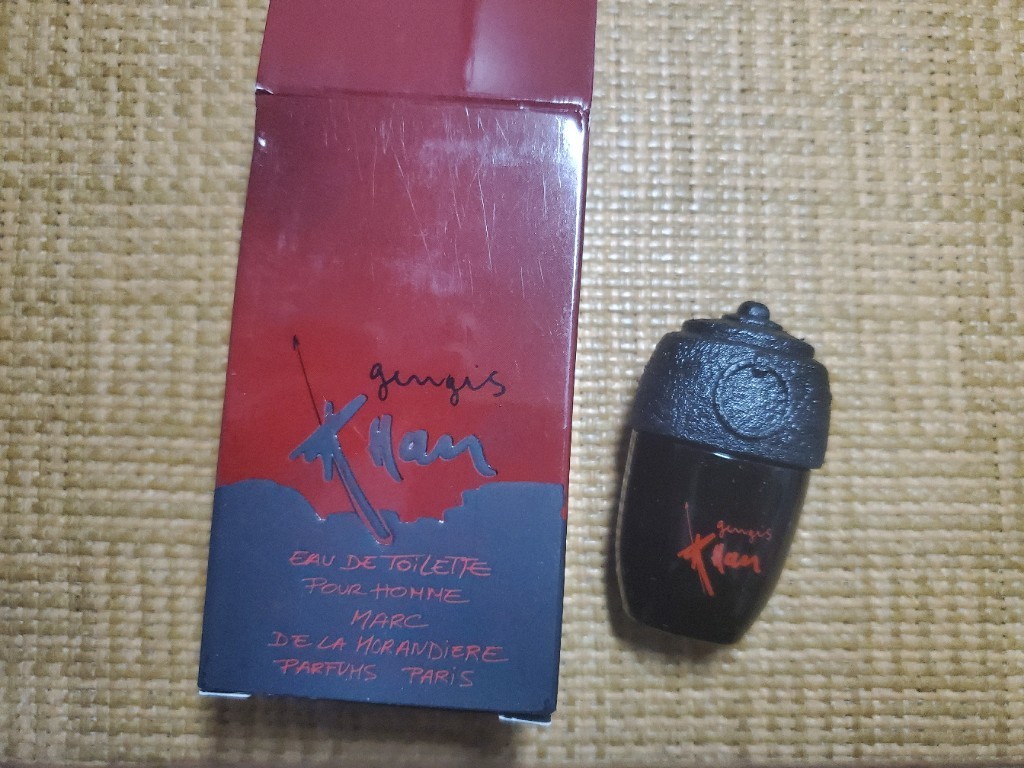 gengis
Khan
EAU DE TOiLETTE
POUR HOMME
MARC
DE LA MORANDIERE
PARFUMS PARIS
gengis
Khan